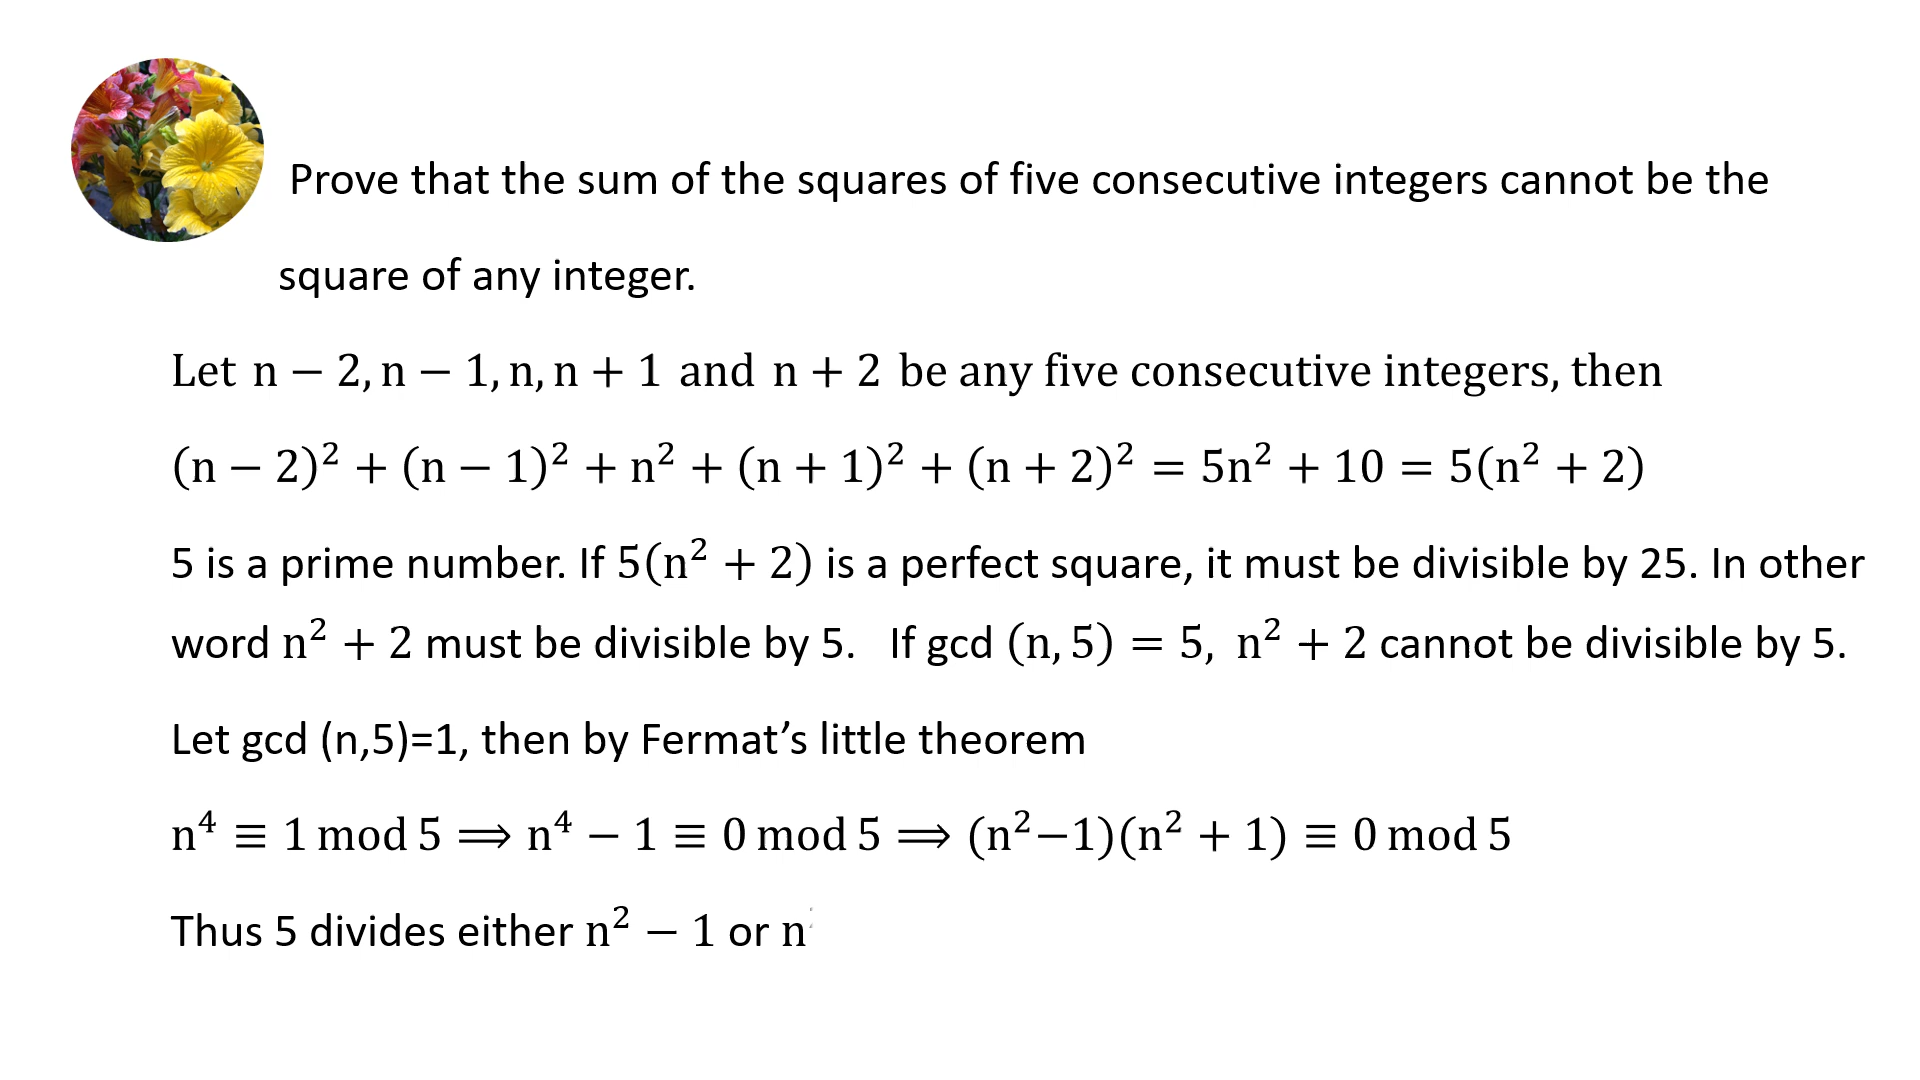 Prove that the sum of the squares of five consecutive integers cannot be the
square of any integer.
Let n − 2, n − 1, n, n + 1 and n + 2 be any five consecutive integers, then
(n − 2)² + (n − 1)² + n² + (n + 1)² + (n + 2)² = 5n² + 10 = 5(n² + 2)
5 is a prime number. If 5(n² + 2) is a perfect square, it must be divisible by 25. In other
word n² + 2 must be divisible by 5. If gcd (n, 5) = 5, n² + 2 cannot be divisible by 5.
Let gcd (n,5)=1, then by Fermat’s little theorem
n⁴ ≡ 1 mod 5 ⟹ n⁴ − 1 ≡ 0 mod 5 ⟹ (n²−1)(n² + 1) ≡ 0 mod 5
Thus 5 divides either n² − 1 or n